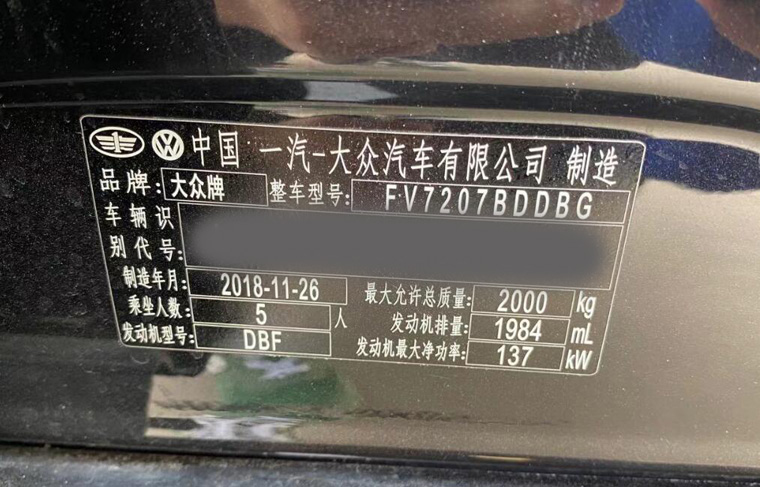 中国 一汽-大众汽车有限公司 制造
品牌: 大众牌 整车型号: FV7207BDDBG
车辆识
别代号:
制造年月: 2018-11-26 最大允许总质量: 2000 kg
乘坐人数: 5 人 发动机排量: 1984 mL
发动机型号: DBF 发动机最大净功率: 137 kW